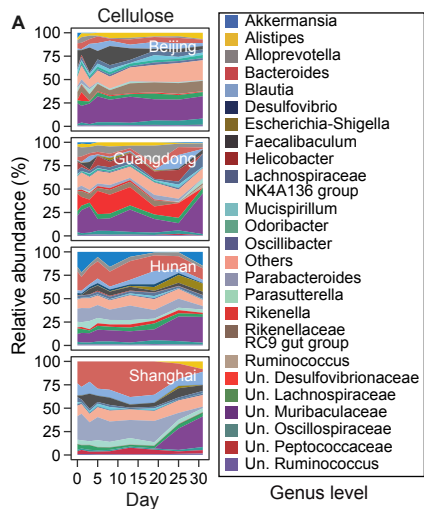 A
Cellulose
Relative abundance (%)
100
75
50
25
0
Beijing
100
75
50
25
0
Guangdong
100
75
50
25
0
Hunan
100
75
50
25
0
Shanghai
0 5 10 15 20 25 30
Day
Akkermansia
Alistipes
Alloprevotella
Bacteroides
Blautia
Desulfovibrio
Escherichia-Shigella
Faecalibaculum
Helicobacter
Lachnospiraceae
NK4A136 group
Mucispirillum
Odoribacter
Oscillibacter
Others
Parabacteroides
Parasutterella
Rikenella
Rikenellaceae
RC9 gut group
Ruminococcus
Un. Desulfovibrionaceae
Un. Lachnospiraceae
Un. Muribaculaceae
Un. Oscillospiraceae
Un. Peptococcaceae
Un. Ruminococcus
Genus level